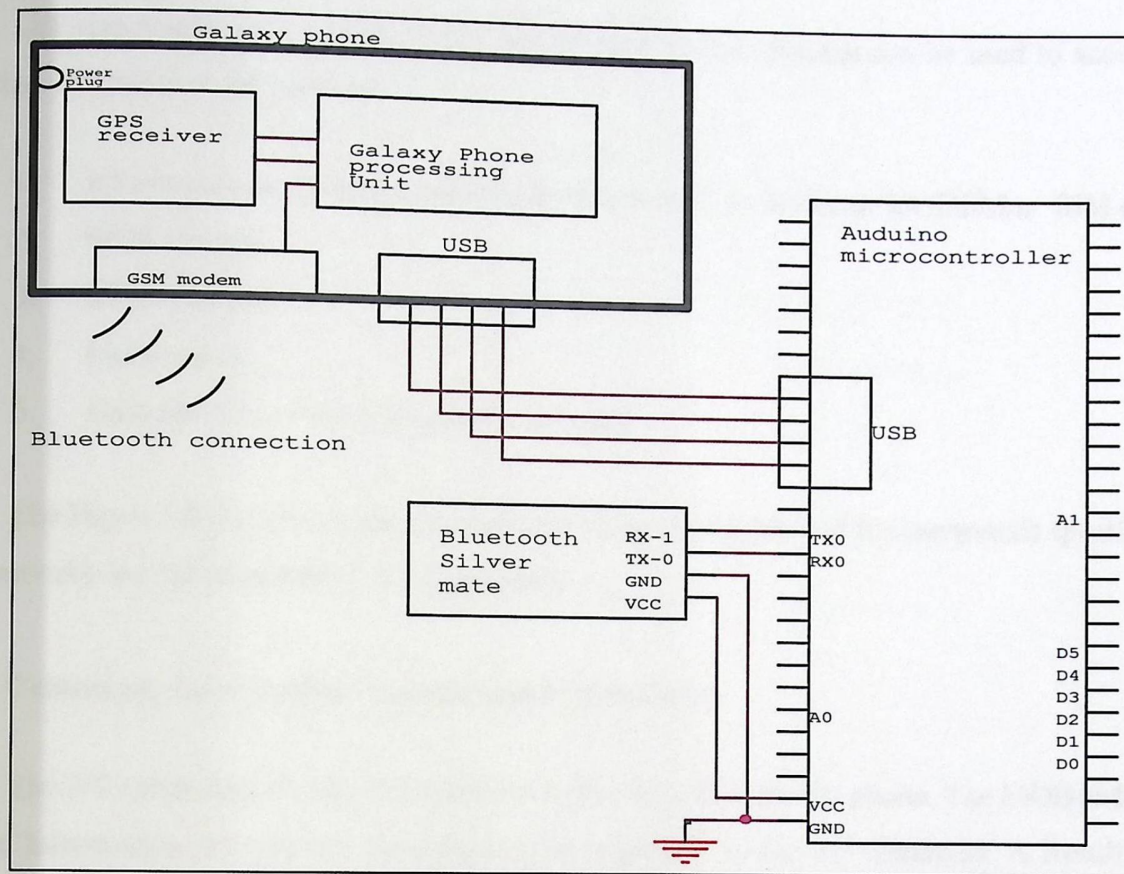 Galaxy phone
Power
plug
GPS
receiver
Galaxy Phone
processing
Unit
GSM modem
USB
Bluetooth connection
Auduino
microcontroller
USB
Bluetooth
Silver
mate
RX-1
TX-0
GND
VCC
TX0
RX0
A0
VCC
GND
A1
D5
D4
D3
D2
D1
D0